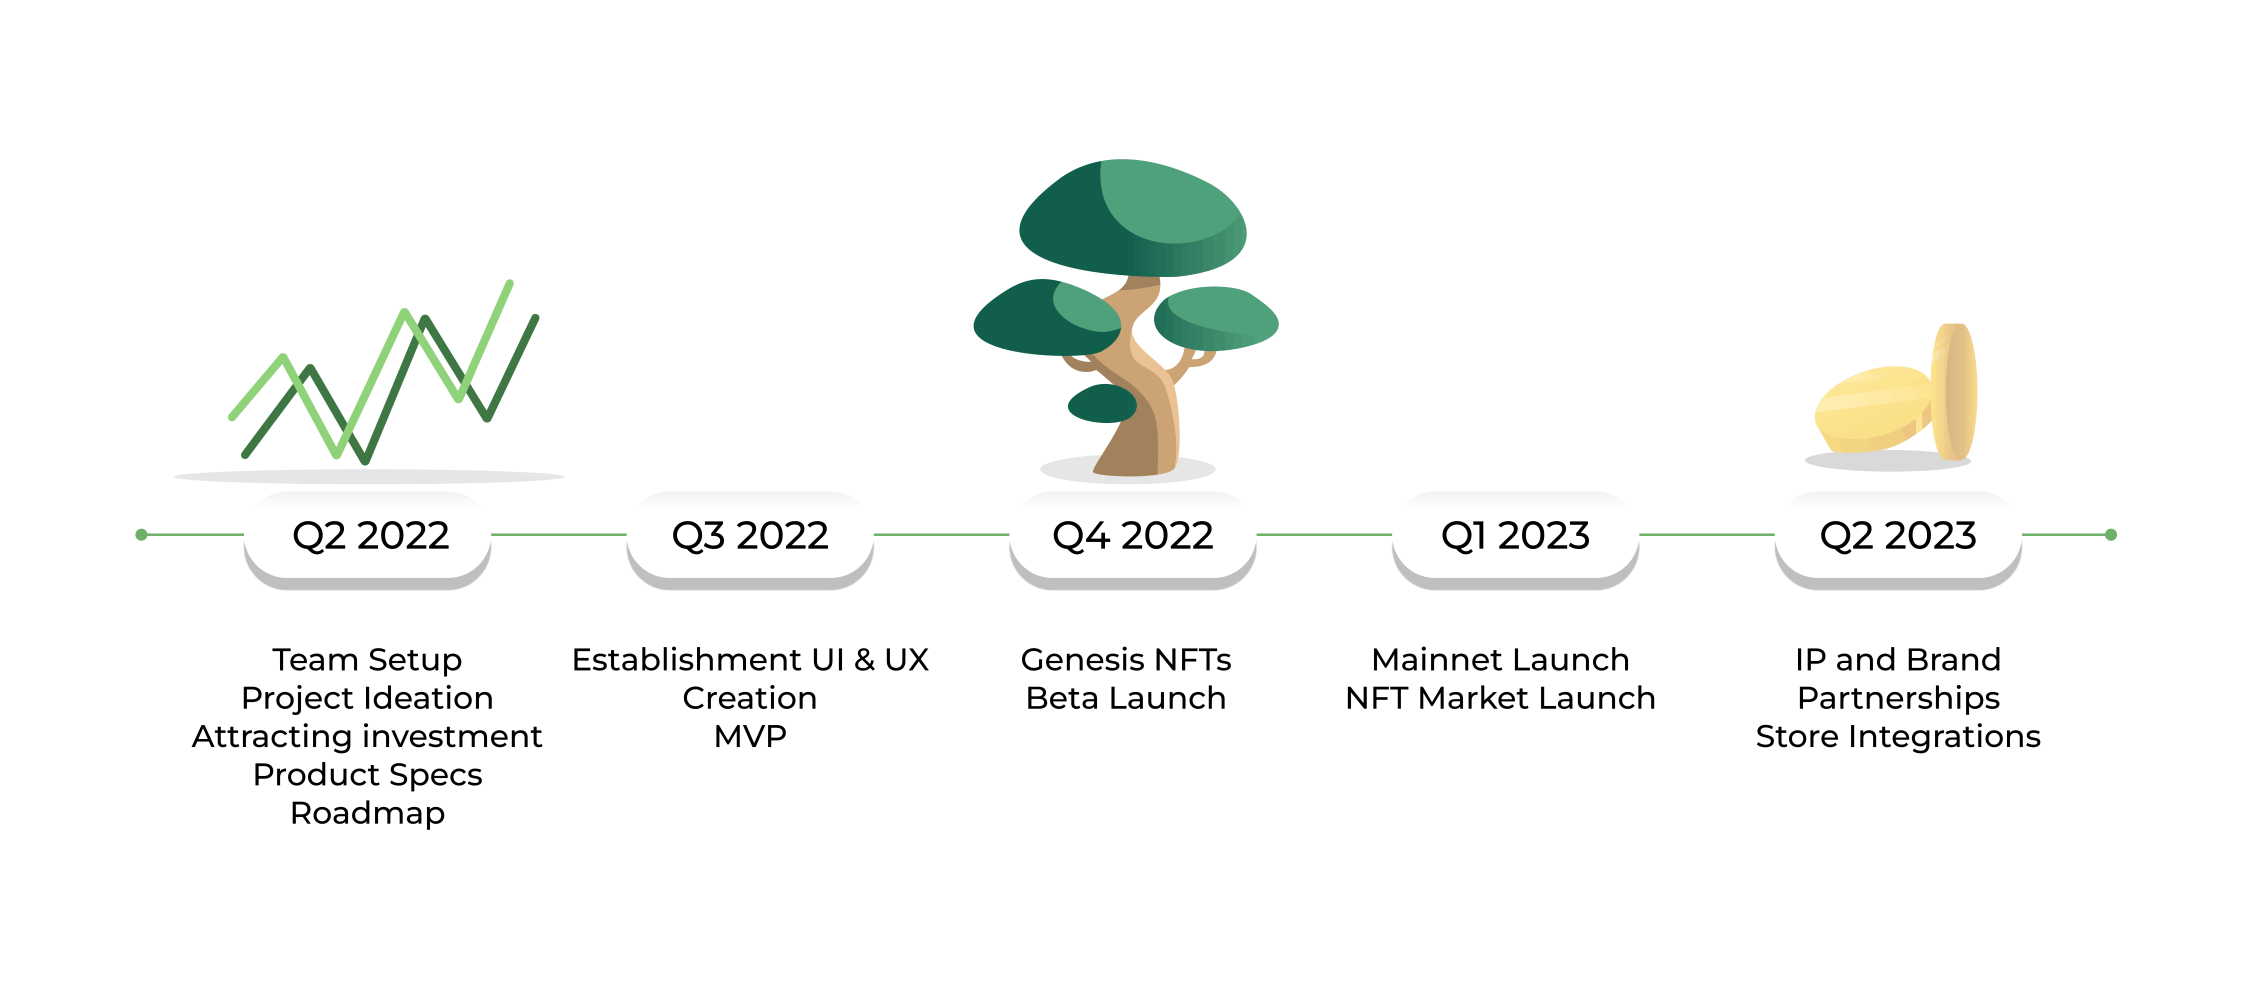 Q2 2022
Team Setup
Project Ideation
Attracting investment
Product Specs
Roadmap
Q3 2022
Establishment UI & UX
Creation
MVP
Q4 2022
Genesis NFTs
Beta Launch
Q1 2023
Mainnet Launch
NFT Market Launch
Q2 2023
IP and Brand
Partnerships
Store Integrations